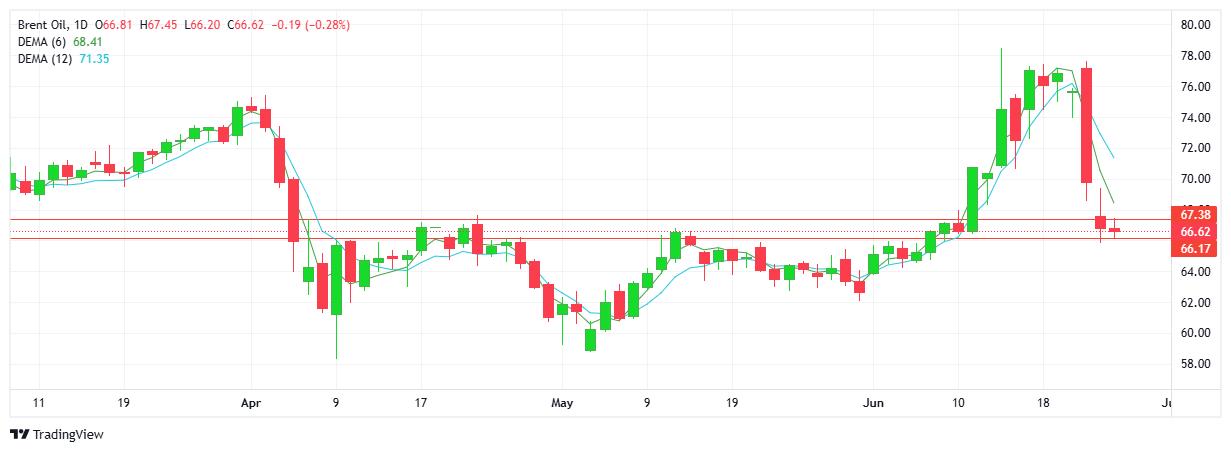 Brent Oil, 1D O66.81 H67.45 L66.20 C66.62 −0.19 (−0.28%)
DEMA (6) 68.41
DEMA (12) 71.35
80.00
78.00
76.00
74.00
72.00
70.00
67.38
66.62
66.17
64.00
62.00
60.00
58.00
11 19 Apr 9 17 May 9 19 Jun 10 18
TradingView